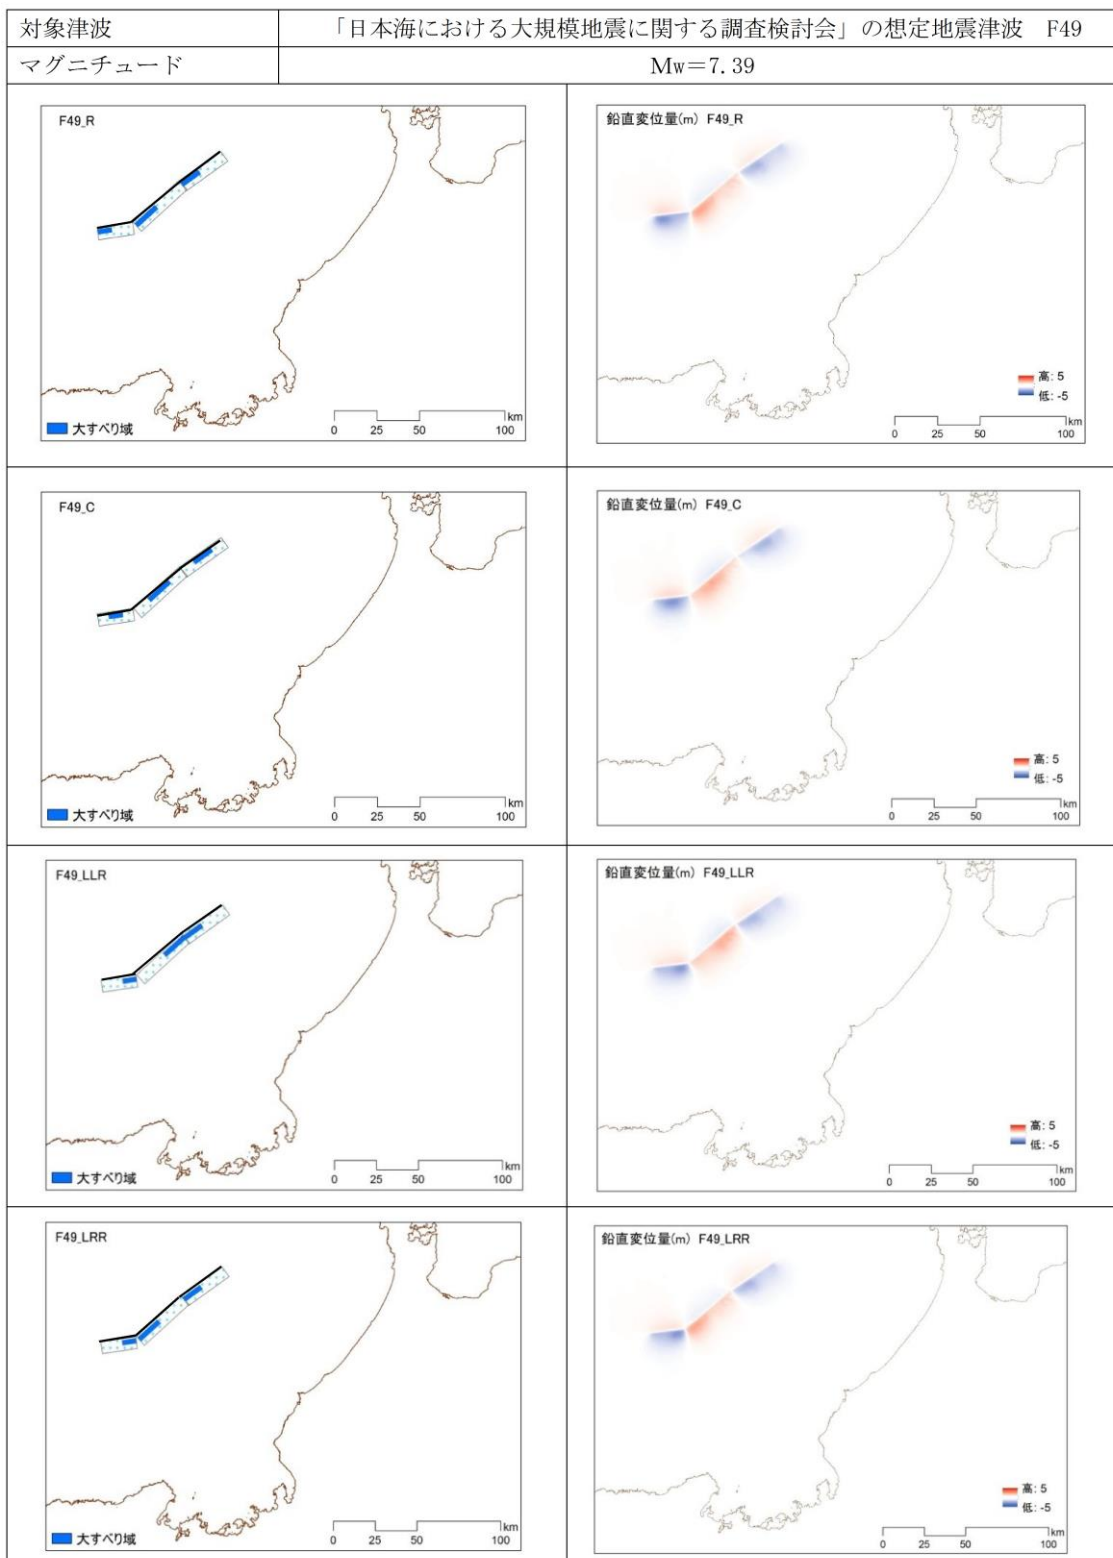 対象津波 「日本海における大規模地震に関する調査検討会」の想定地震津波 F49
マグニチュード Mw=7.39
F49_R
大すべり域
km
0 25 50 100
鉛直変位量(m) F49_R
高: 5
低: -5
km
0 25 50 100
F49_C
大すべり域
km
0 25 50 100
鉛直変位量(m) F49_C
高: 5
低: -5
km
0 25 50 100
F49_LLR
大すべり域
km
0 25 50 100
鉛直変位量(m) F49_LLR
高: 5
低: -5
km
0 25 50 100
F49_LRR
大すべり域
km
0 25 50 100
鉛直変位量(m) F49_LRR
高: 5
低: -5
km
0 25 50 100